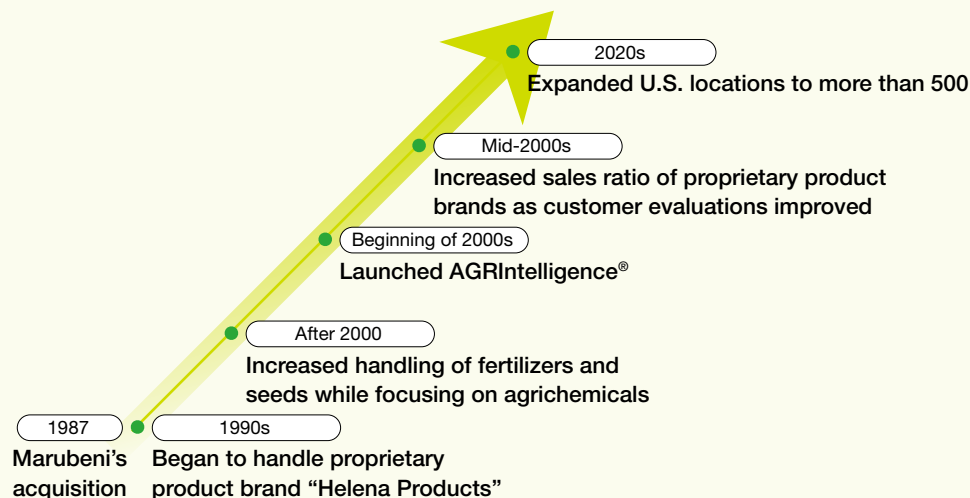 2020s
Expanded U.S. locations to more than 500
Mid-2000s
Increased sales ratio of proprietary product
brands as customer evaluations improved
Beginning of 2000s
Launched AGRIntelligence®
After 2000
Increased handling of fertilizers and
seeds while focusing on agrichemicals
1987
Marubeni’s
acquisition
1990s
Began to handle proprietary
product brand “Helena Products”